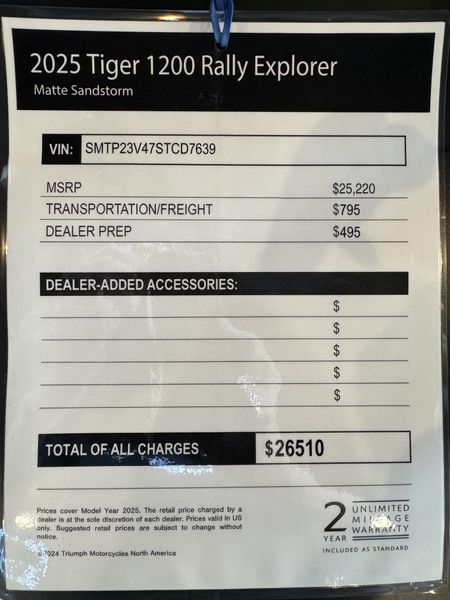 2025 Tiger 1200 Rally Explorer
Matte Sandstorm
VIN: SMTP23V47STCD7639
MSRP $25,220
TRANSPORTATION/FREIGHT $795
DEALER PREP $495
DEALER-ADDED ACCESSORIES:
$
$
$
$
$
TOTAL OF ALL CHARGES $26510
Prices cover Model Year 2025. The retail price charged by a
dealer is at the sole discretion of each dealer. Prices valid in US
only. Suggested retail prices are subject to change without
notice.
©2024 Triumph Motorcycles North America
2 YEAR
UNLIMITED
MILEAGE
WARRANTY
INCLUDED AS STANDARD